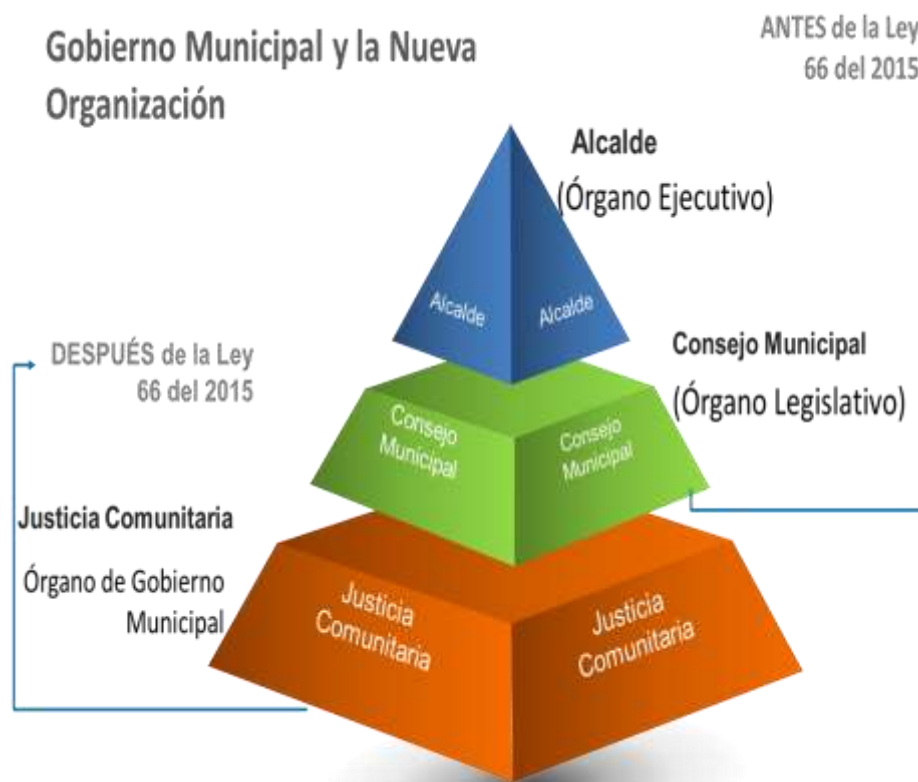 Gobierno Municipal y la Nueva
Organización
ANTES de la Ley
66 del 2015
Alcalde
(Órgano Ejecutivo)
Alcalde
Alcalde
Consejo Municipal
(Órgano Legislativo)
DESPUÉS de la Ley
66 del 2015
Consejo
Municipal
Consejo
Municipal
Justicia Comunitaria
Órgano de Gobierno
Municipal
Justicia
Comunitaria
Justicia
Comunitaria